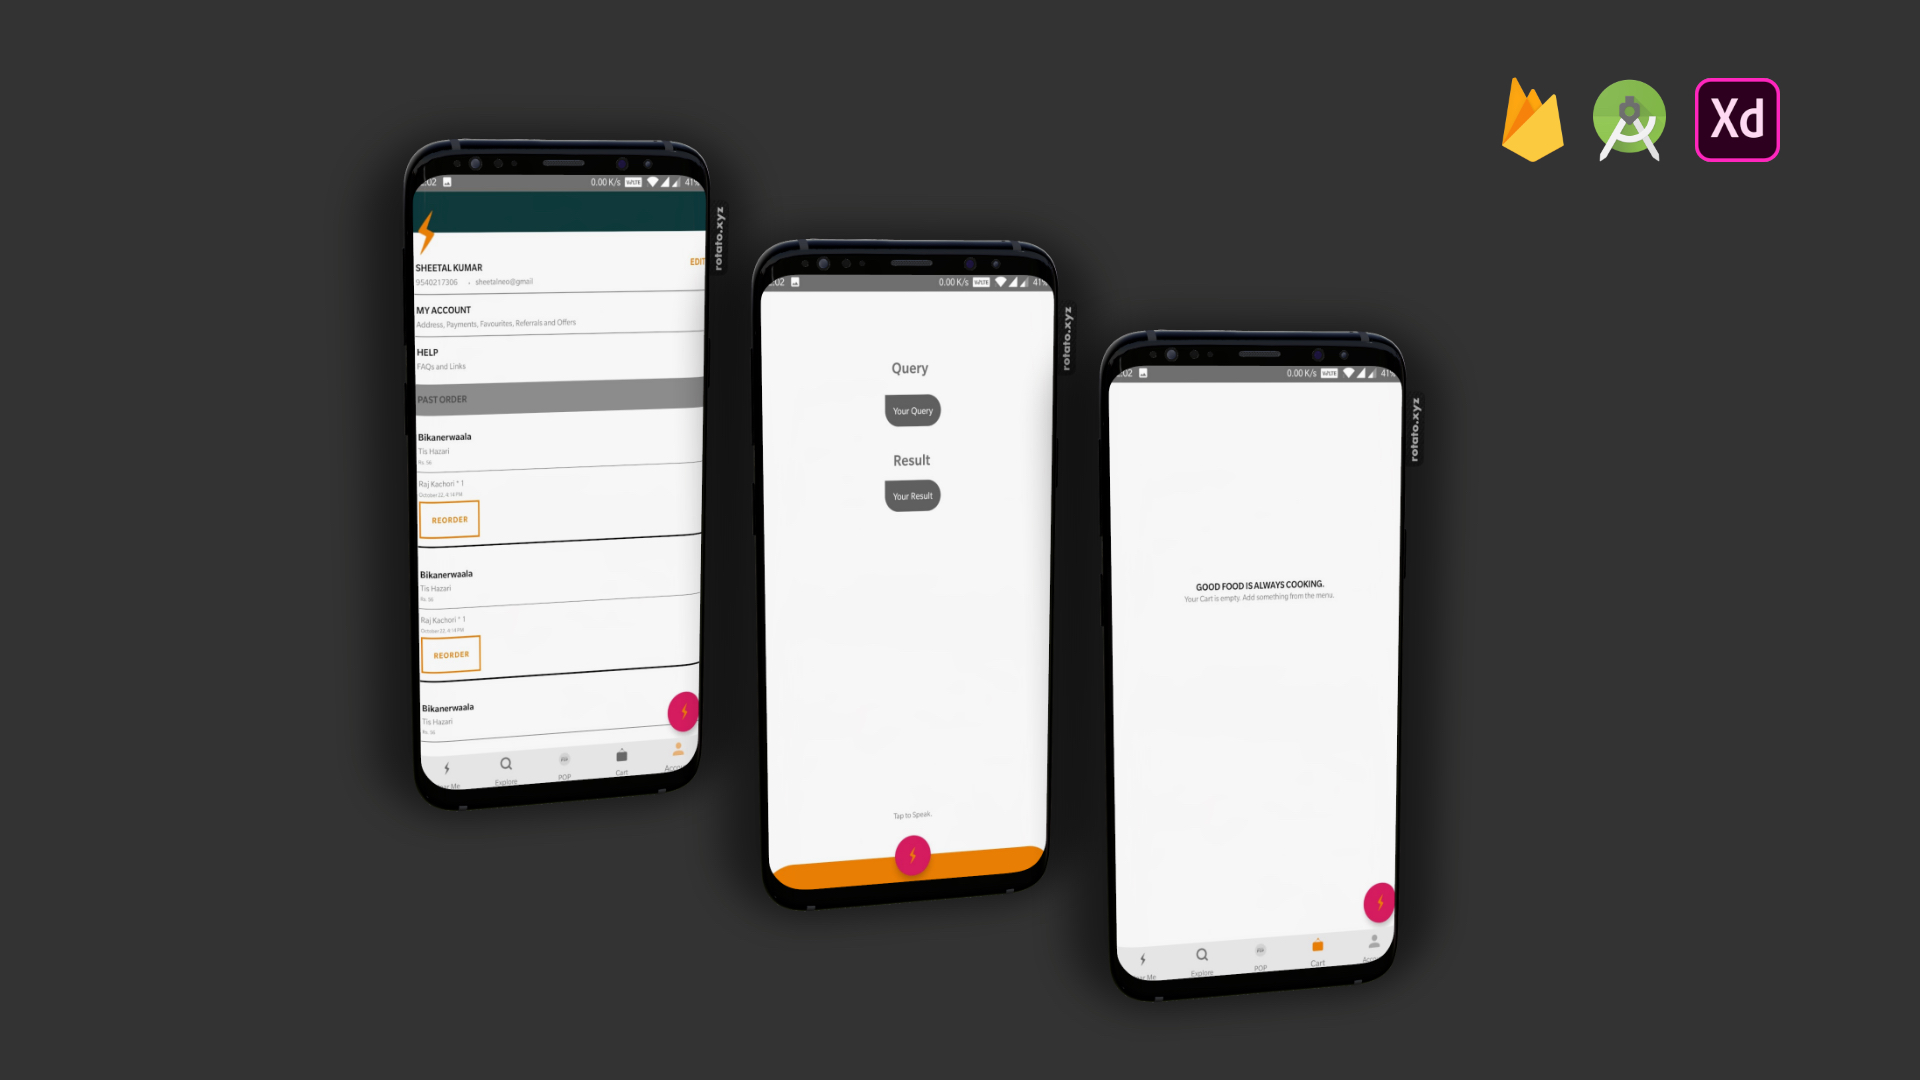 Xd
:02
0.00 K/s VoLTE 41%
SHEETAL KUMAR
EDIT
9540217306 • sheetalneo@gmail
MY ACCOUNT
Address, Payments, Favourites, Referrals and Offers
HELP
FAQs and Links
PAST ORDER
Bikanerwaala
Tis Hazari
Rs. 56
Raj Kachori * 1
October 22, 4:14 PM
REORDER
Bikanerwaala
Tis Hazari
Rs. 36
Raj Kachori * 1
October 22, 4:14 PM
REORDER
Bikanerwaala
Tis Hazari
Rs. 36
Me
Explore
POP
Cart
Acc
rotato.xyz
:02
0.00 K/s VoLTE 41%
Query
Your Query
Result
Your Result
Tap to Speak.
rotato.xyz
:02
0.00 K/s VoLTE 41%
GOOD FOOD IS ALWAYS COOKING.
Your Cart is empty. Add something from the menu.
Me
Explore
POP
Cart
Acc
rotato.xyz